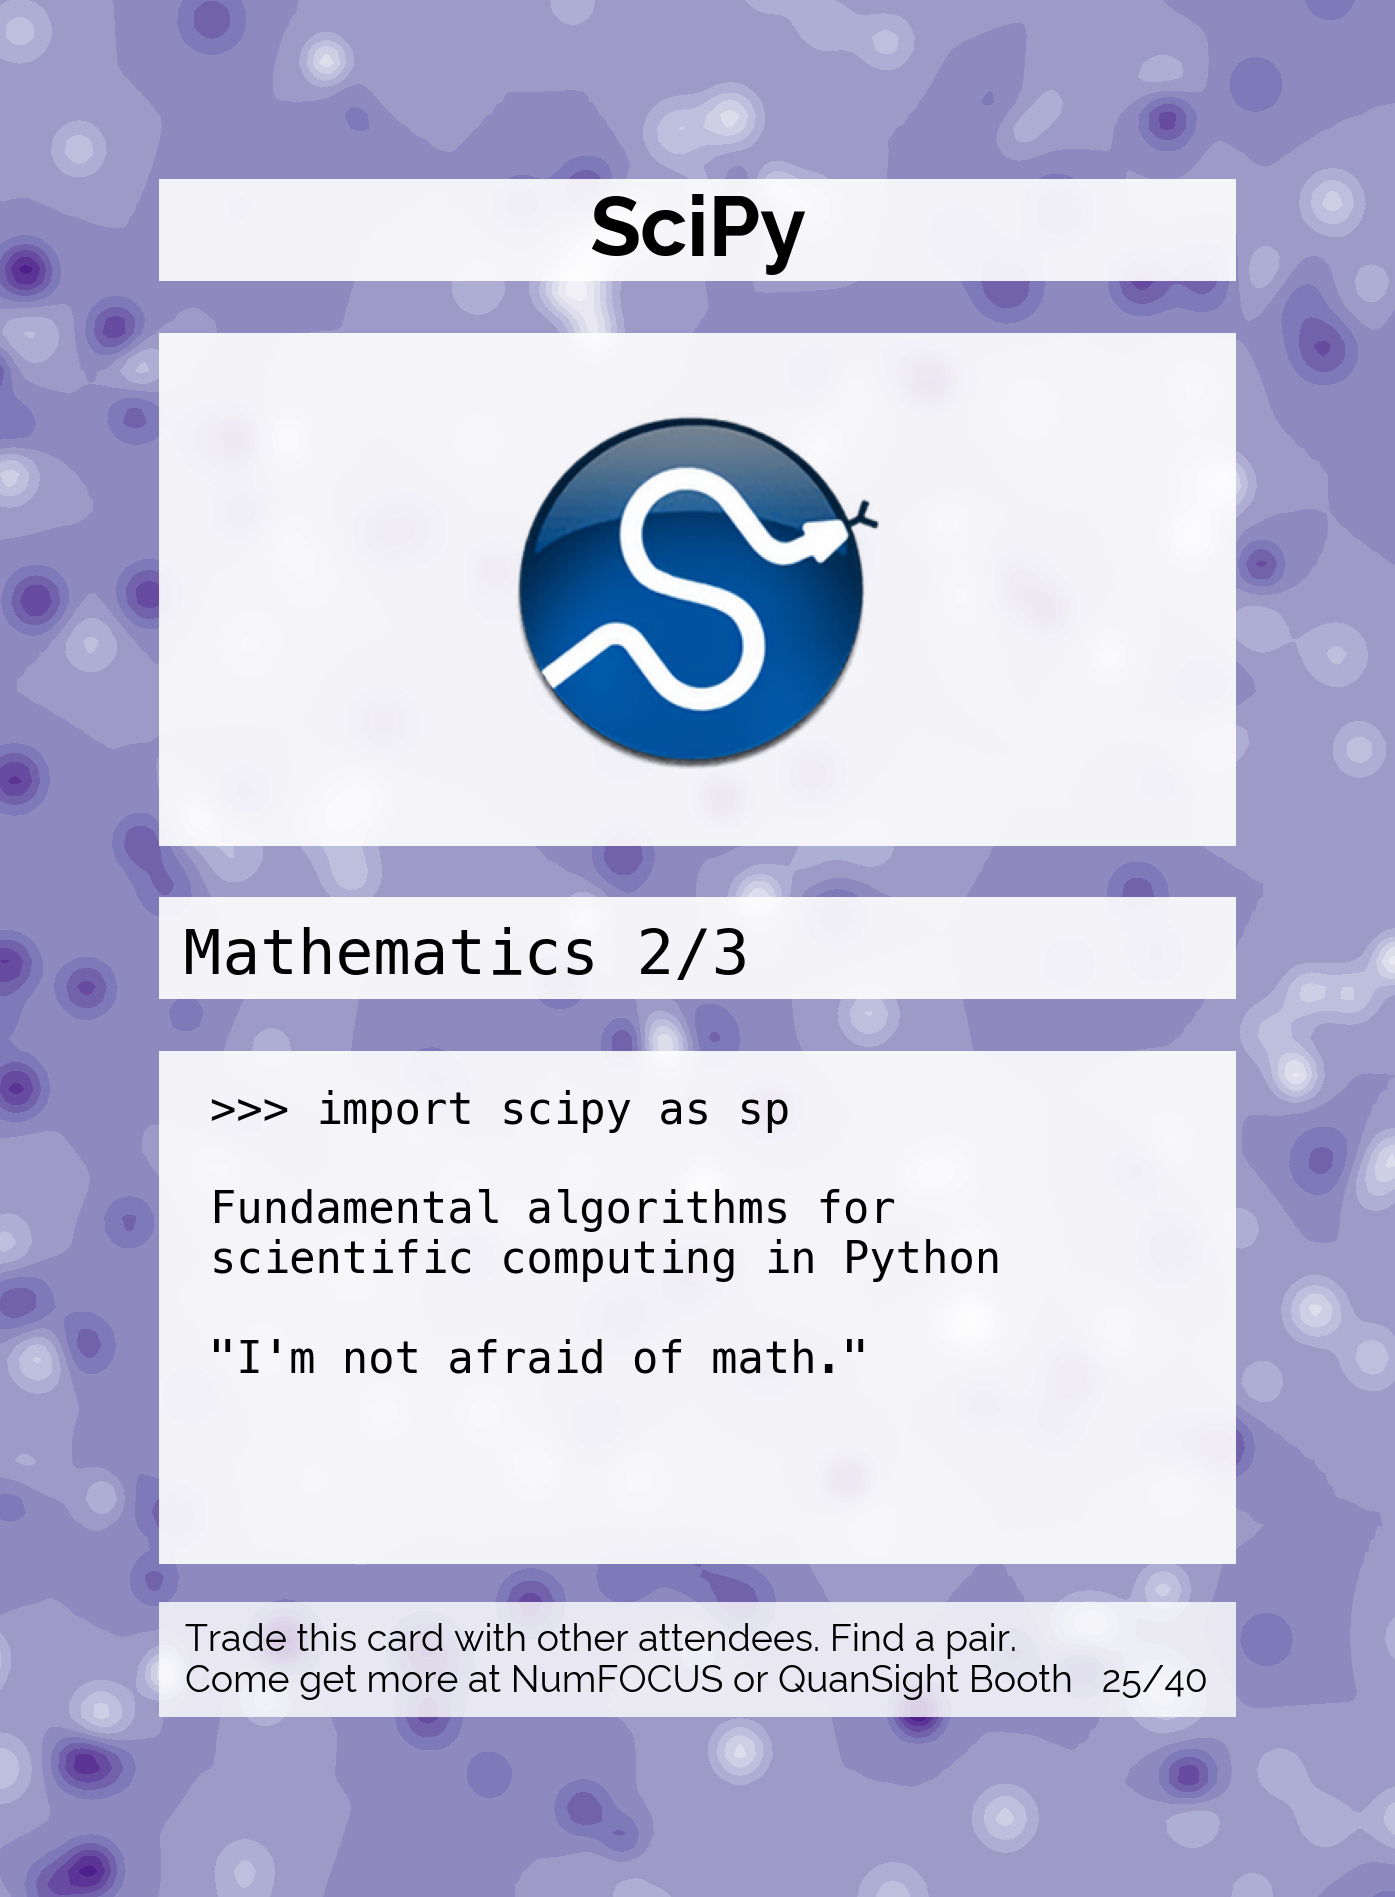 SciPy
Mathematics 2/3
>>> import scipy as sp
Fundamental algorithms for
scientific computing in Python
"I'm not afraid of math."
Trade this card with other attendees. Find a pair.
Come get more at NumFOCUS or QuanSight Booth 25/40